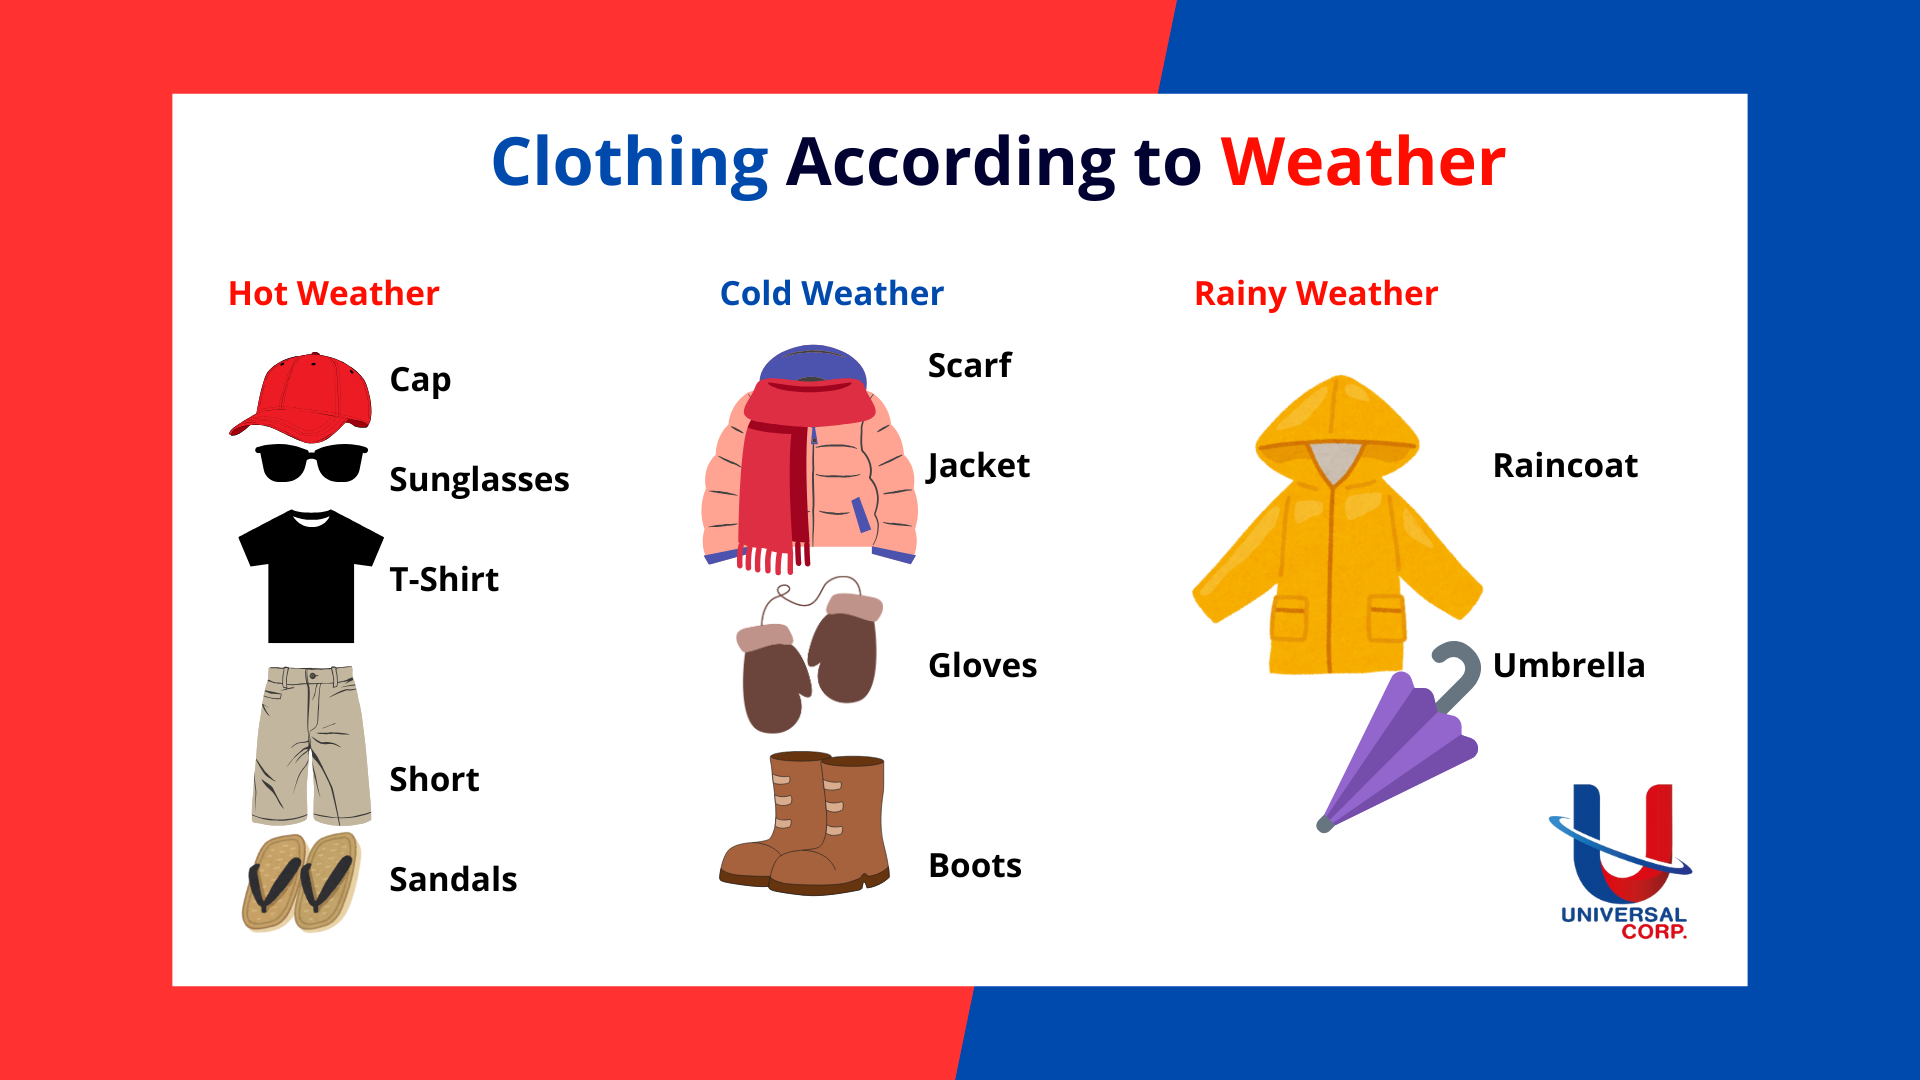 Clothing According to Weather
Hot Weather
Cap
Sunglasses
T-Shirt
Short
Sandals
Cold Weather
Scarf
Jacket
Gloves
Boots
Rainy Weather
Raincoat
Umbrella
UNIVERSAL
CORP.